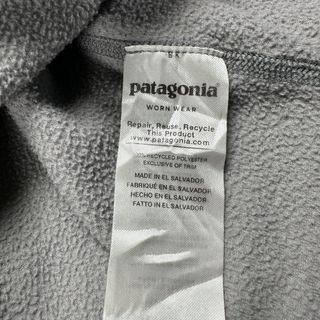 patagonia
WORN WEAR
Repair, Reuse, Recycle
This Product
www.patagonia.com
RECYCLED POLYESTER
EXCLUSIVE OF TRIM
MADE IN EL SALVADOR
FABRIQUÉ EN EL SALVADOR
HECHO EN EL SALVADOR
FATTO IN EL SALVADOR